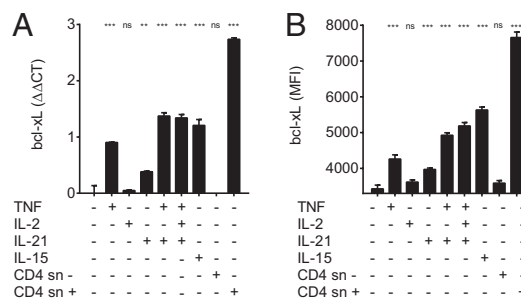 A
*** ns ** *** *** *** ns ***
bcl-xL (ΔΔCT)
3
2
1
0
TNF - + - - + + - - -
IL-2 - - + - - + - - -
IL-21 - - - + + + - - -
IL-15 - - - - - - + - -
CD4 sn - - - - - - - - + -
CD4 sn + - - - - - - - - +
B
*** ns *** *** *** *** ns ***
bcl-xL (MFI)
8000
7000
6000
5000
4000
TNF - + - - + + - - -
IL-2 - - + - - + - - -
IL-21 - - - + + + - - -
IL-15 - - - - - - + - -
CD4 sn - - - - - - - - + -
CD4 sn + - - - - - - - - +